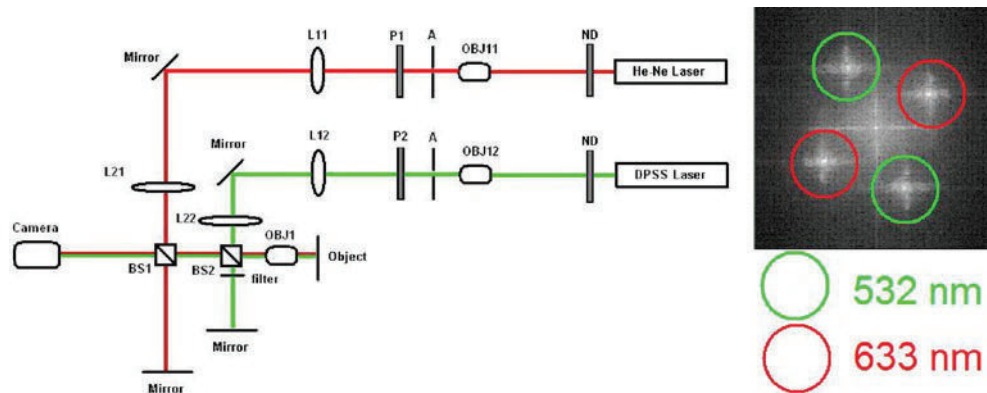 L11
P1
A
OBJ11
ND
Mirror
He-Ne Laser
L12
P2
A
OBJ12
ND
Mirror
DPSS Laser
L21
L22
Camera
OBJ1
BS1
BS2
Object
filter
Mirror
Mirror
532 nm
633 nm